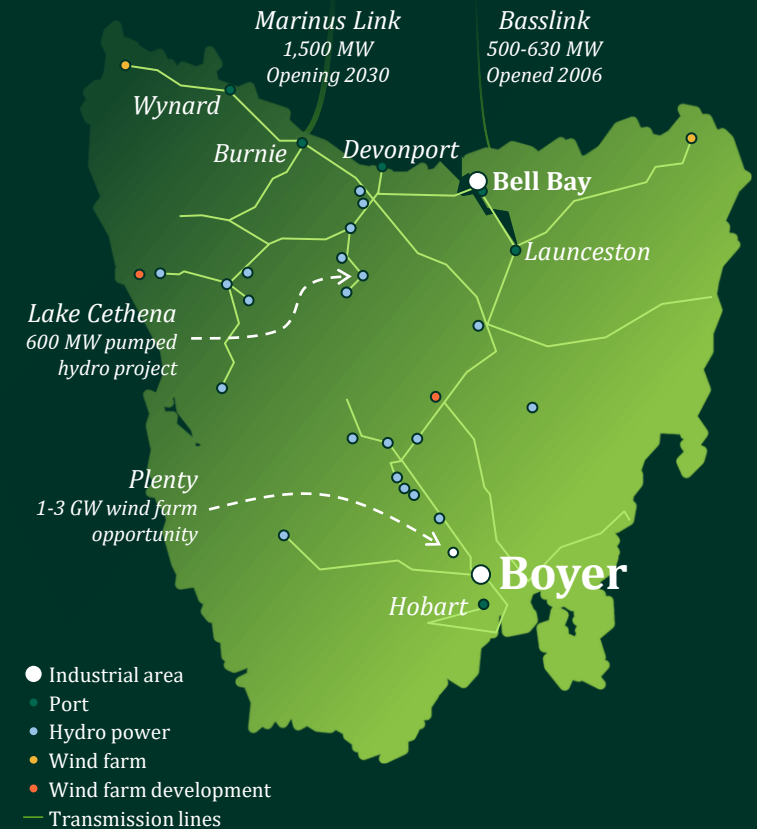 Marinus Link
1,500 MW
Opening 2030
Basslink
500-630 MW
Opened 2006
Wynard
Burnie
Devonport
Bell Bay
Launceston
Lake Cethena
600 MW pumped
hydro project
Plenty
1-3 GW wind farm
opportunity
Boyer
Hobart
Industrial area
Port
Hydro power
Wind farm
Wind farm development
Transmission lines